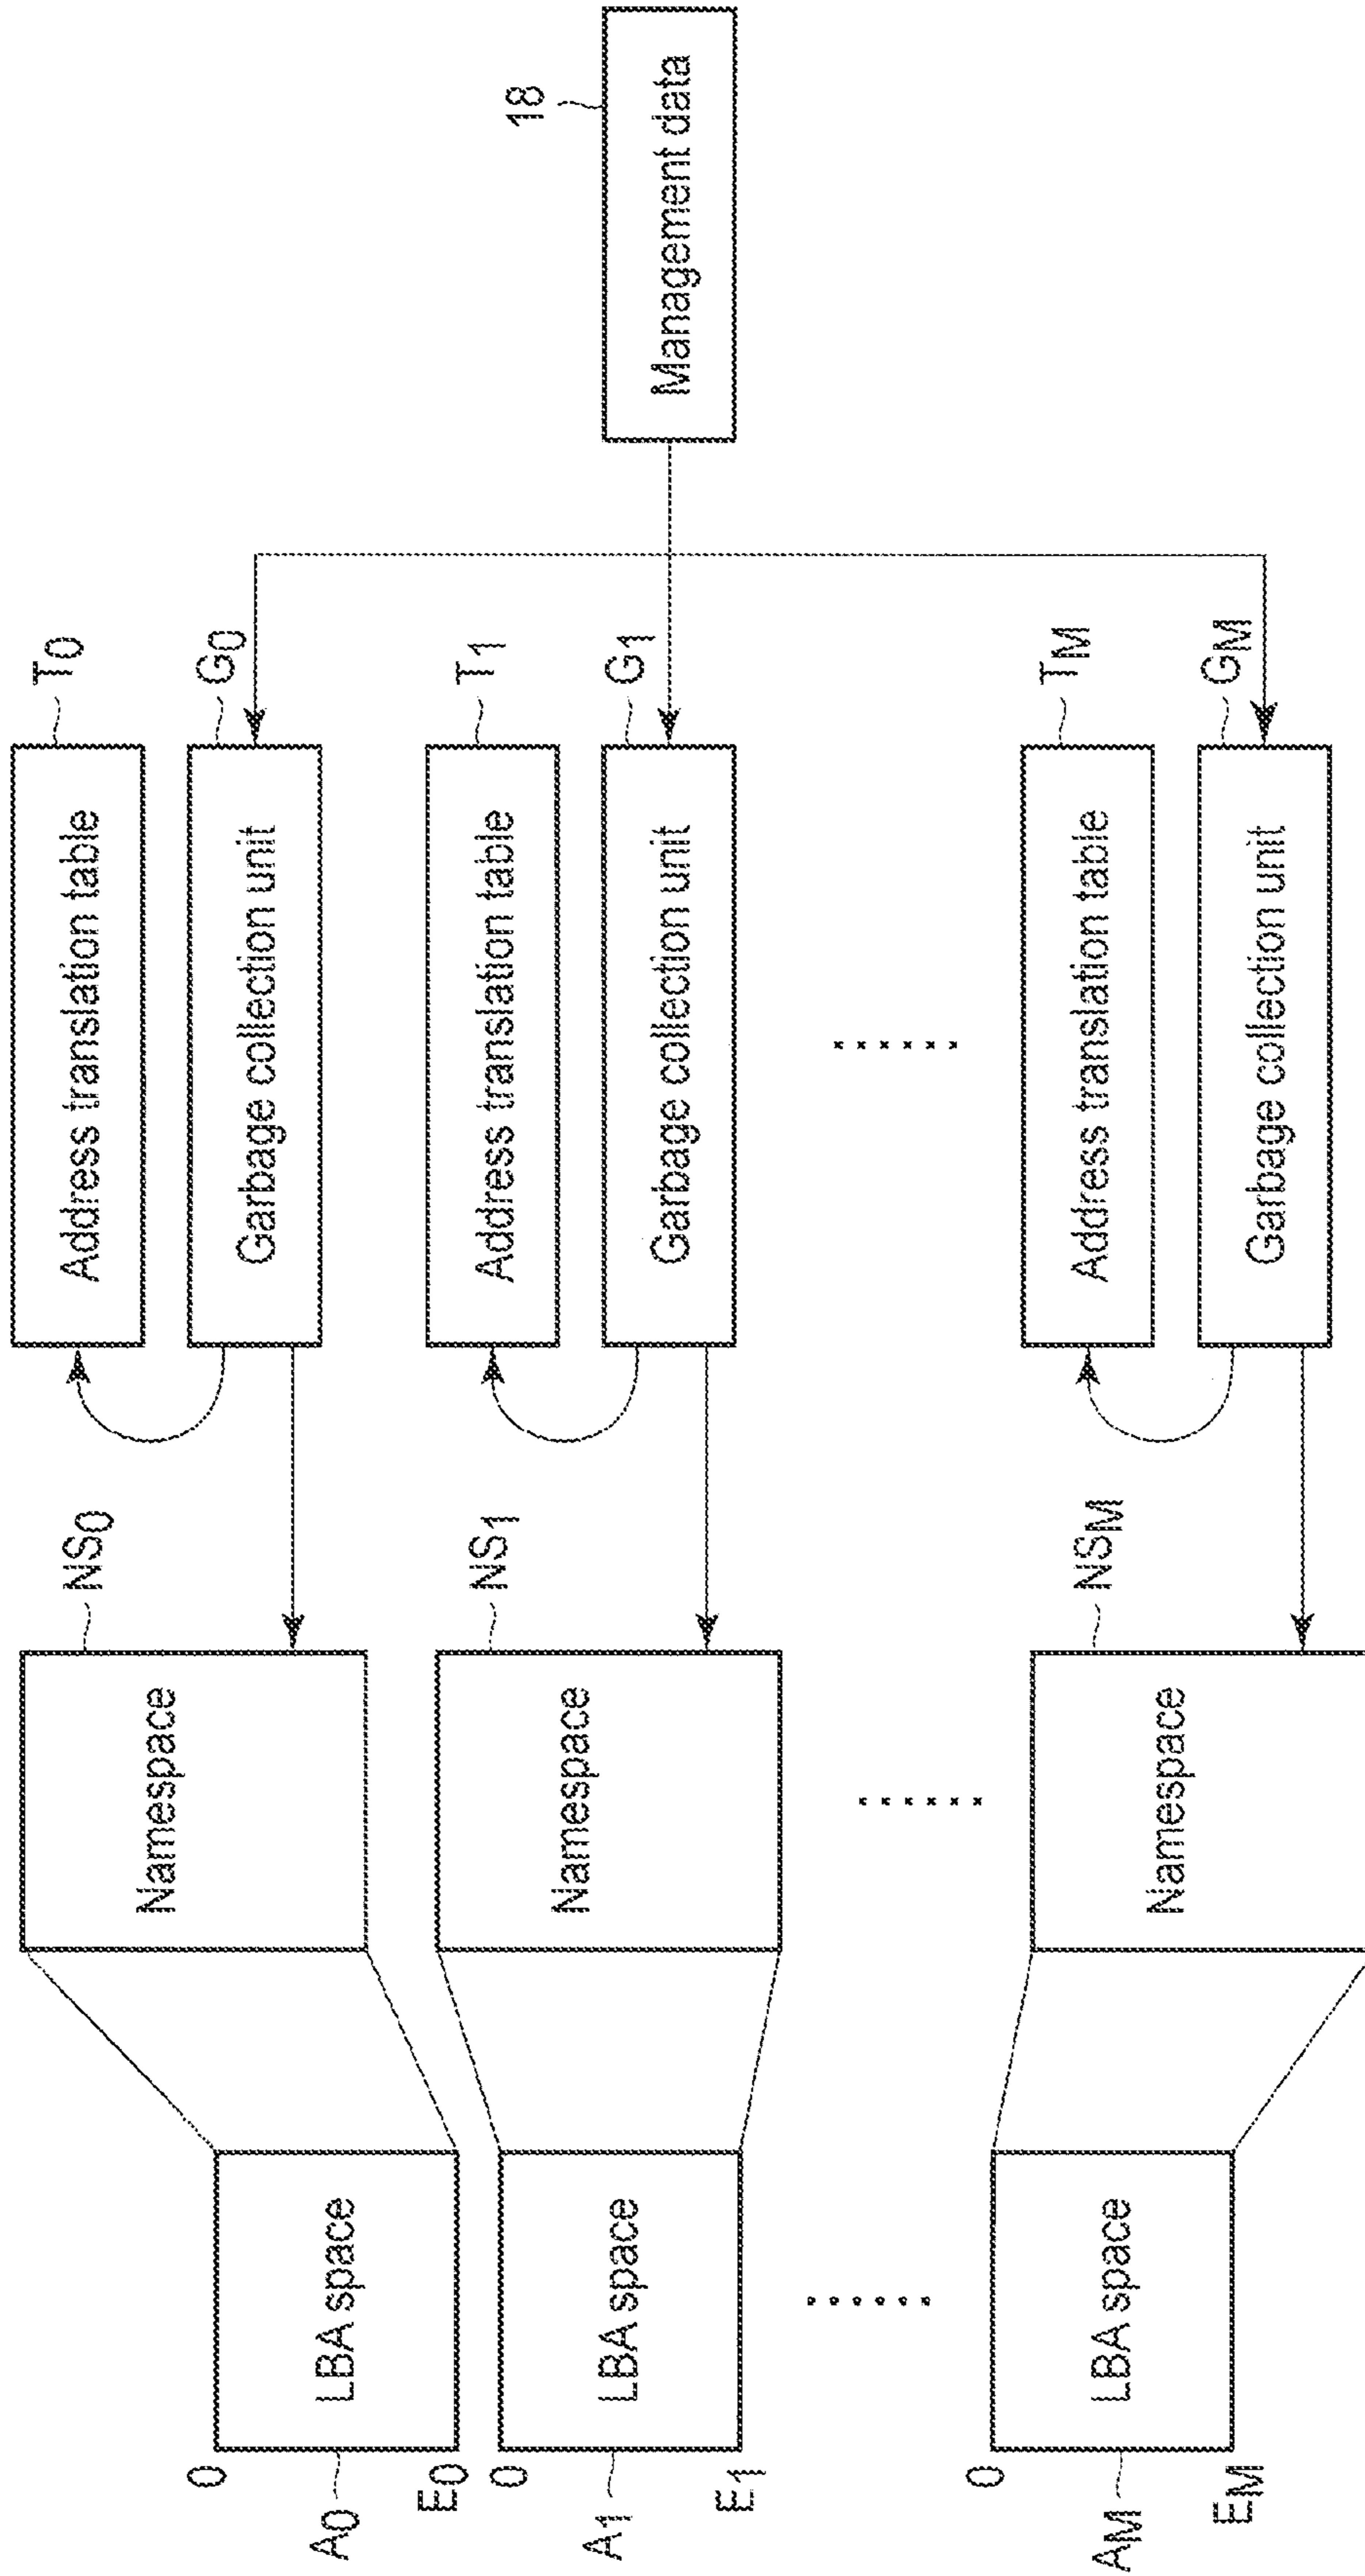 T0
Address translation table
NS0
Namespace
G0
Garbage collection unit
0
LBA space
A0
E0
T1
Address translation table
NS1
Namespace
G1
Garbage collection unit
18
Management data
0
LBA space
A1
E1
......
......
......
TM
Address translation table
NSM
Namespace
GM
Garbage collection unit
0
LBA space
AM
EM